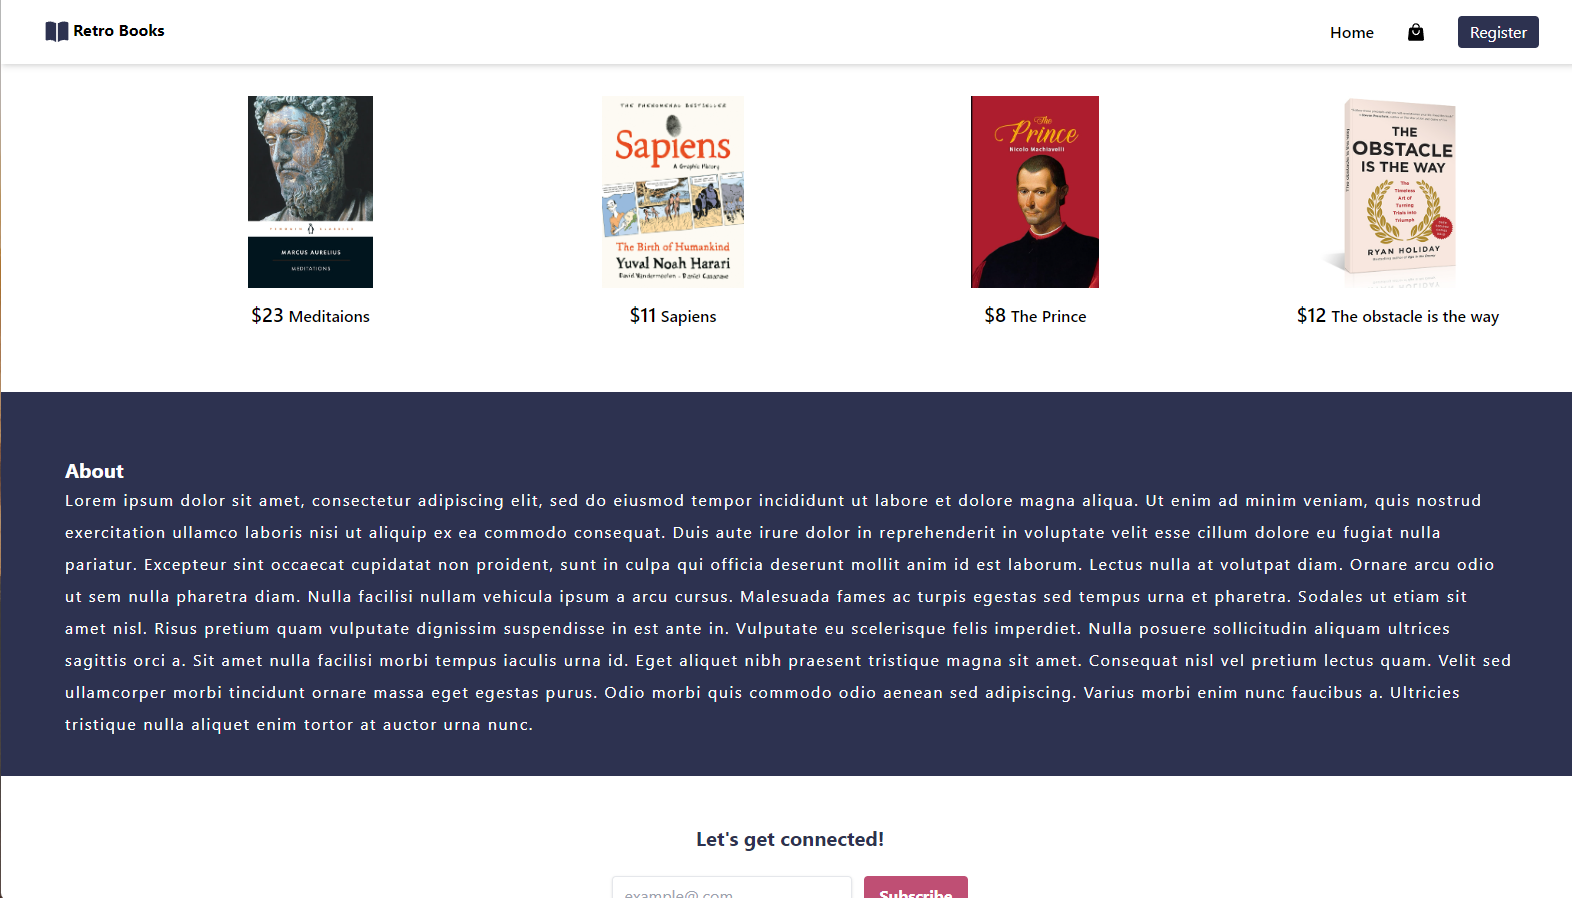 Retro Books
Home
Register
PENGUIN CLASSICS
MARCUS AURELIUS
MEDITATIONS
THE PHENOMENAL BESTSELLER
Sapiens
A Graphic History
The Birth of Humankind
Yuval Noah Harari
David Vandermeulen - Daniel Casanave
The
Prince
Nicolo Machiavelli
THE
OBSTACLE
IS THE WAY
The
Timeless
Art of
Turning
Trials into
Triumph
RYAN HOLIDAY
$23 Meditaions
$11 Sapiens
$8 The Prince
$12 The obstacle is the way
About
Lorem ipsum dolor sit amet, consectetur adipiscing elit, sed do eiusmod tempor incididunt ut labore et dolore magna aliqua. Ut enim ad minim veniam, quis nostrud
exercitation ullamco laboris nisi ut aliquip ex ea commodo consequat. Duis aute irure dolor in reprehenderit in voluptate velit esse cillum dolore eu fugiat nulla
pariatur. Excepteur sint occaecat cupidatat non proident, sunt in culpa qui officia deserunt mollit anim id est laborum. Lectus nulla at volutpat diam. Ornare arcu odio
ut sem nulla pharetra diam. Nulla facilisi nullam vehicula ipsum a arcu cursus. Malesuada fames ac turpis egestas sed tempus urna et pharetra. Sodales ut etiam sit
amet nisl. Risus pretium quam vulputate dignissim suspendisse in est ante in. Vulputate eu scelerisque felis imperdiet. Nulla posuere sollicitudin aliquam ultrices
sagittis orci a. Sit amet nulla facilisi morbi tempus iaculis urna id. Eget aliquet nibh praesent tristique magna sit amet. Consequat nisl vel pretium lectus quam. Velit sed
ullamcorper morbi tincidunt ornare massa eget egestas purus. Odio morbi quis commodo odio aenean sed adipiscing. Varius morbi enim nunc faucibus a. Ultricies
tristique nulla aliquet enim tortor at auctor urna nunc.
Let's get connected!
example@.com
Subscribe